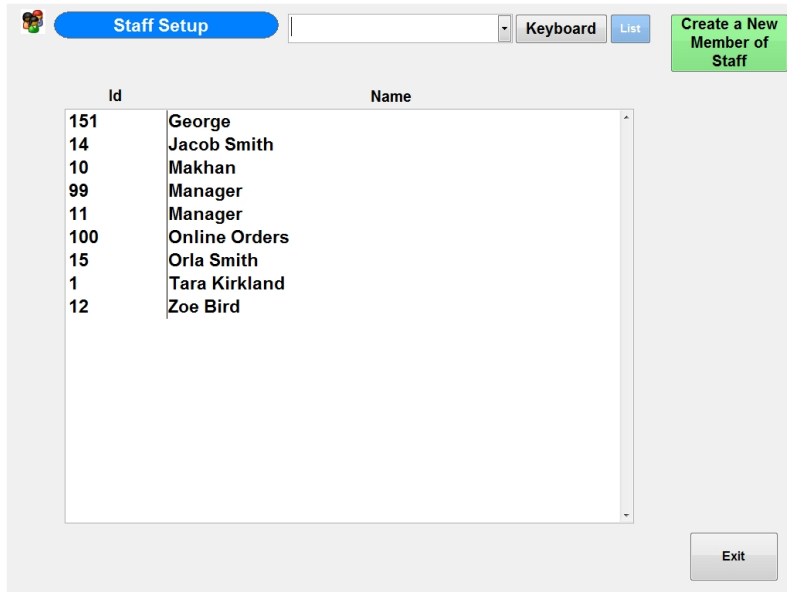 Staff Setup Keyboard List
Create a New
Member of
Staff
Id Name
151 George
14 Jacob Smith
10 Makhan
99 Manager
11 Manager
100 Online Orders
15 Orla Smith
1 Tara Kirkland
12 Zoe Bird
Exit